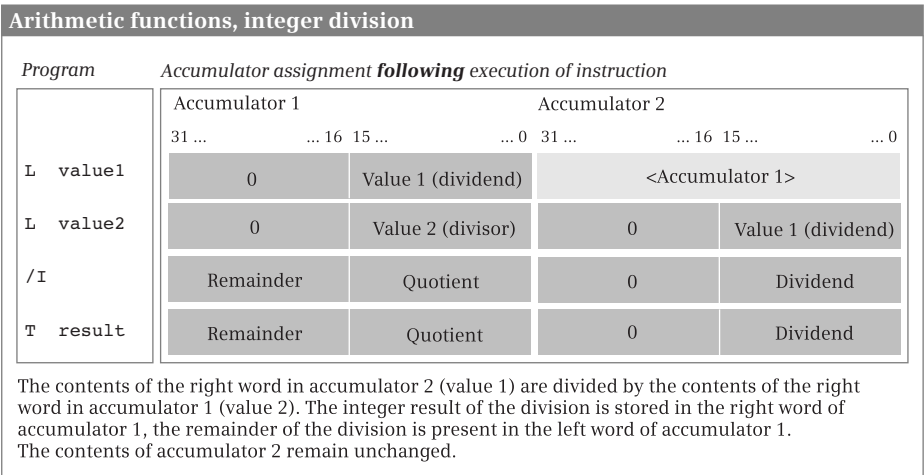 Arithmetic functions, integer division
Program Accumulator assignment following execution of instruction
Accumulator 1 Accumulator 2
31 ... ... 16 15 ... ... 0 31 ... ... 16 15 ... ... 0
L value1 0 Value 1 (dividend) <Accumulator 1>
L value2 0 Value 2 (divisor) 0 Value 1 (dividend)
/I Remainder Quotient 0 Dividend
T result Remainder Quotient 0 Dividend
The contents of the right word in accumulator 2 (value 1) are divided by the contents of the right
word in accumulator 1 (value 2). The integer result of the division is stored in the right word of
accumulator 1, the remainder of the division is present in the left word of accumulator 1.
The contents of accumulator 2 remain unchanged.